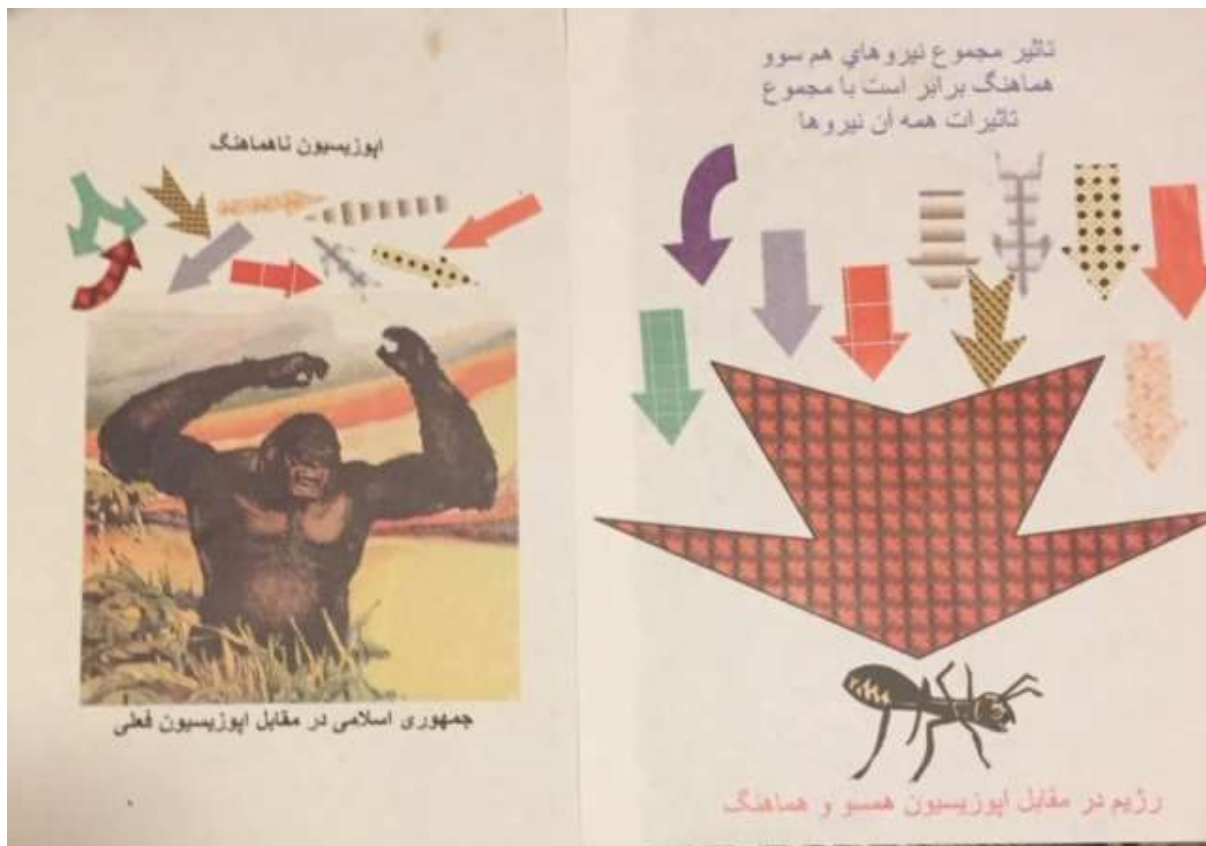 تاثیر مجموع نیروهاي هم سوو
هماهنگ برابر است با مجموع
تاثیرات همه آن نیروها
رژیم در مقابل اپوزیسیون همسو و هماهنگ
اپوزیسیون ناهماهنگ
جمهوری اسلامی در مقابل اپوزیسیون فعلی